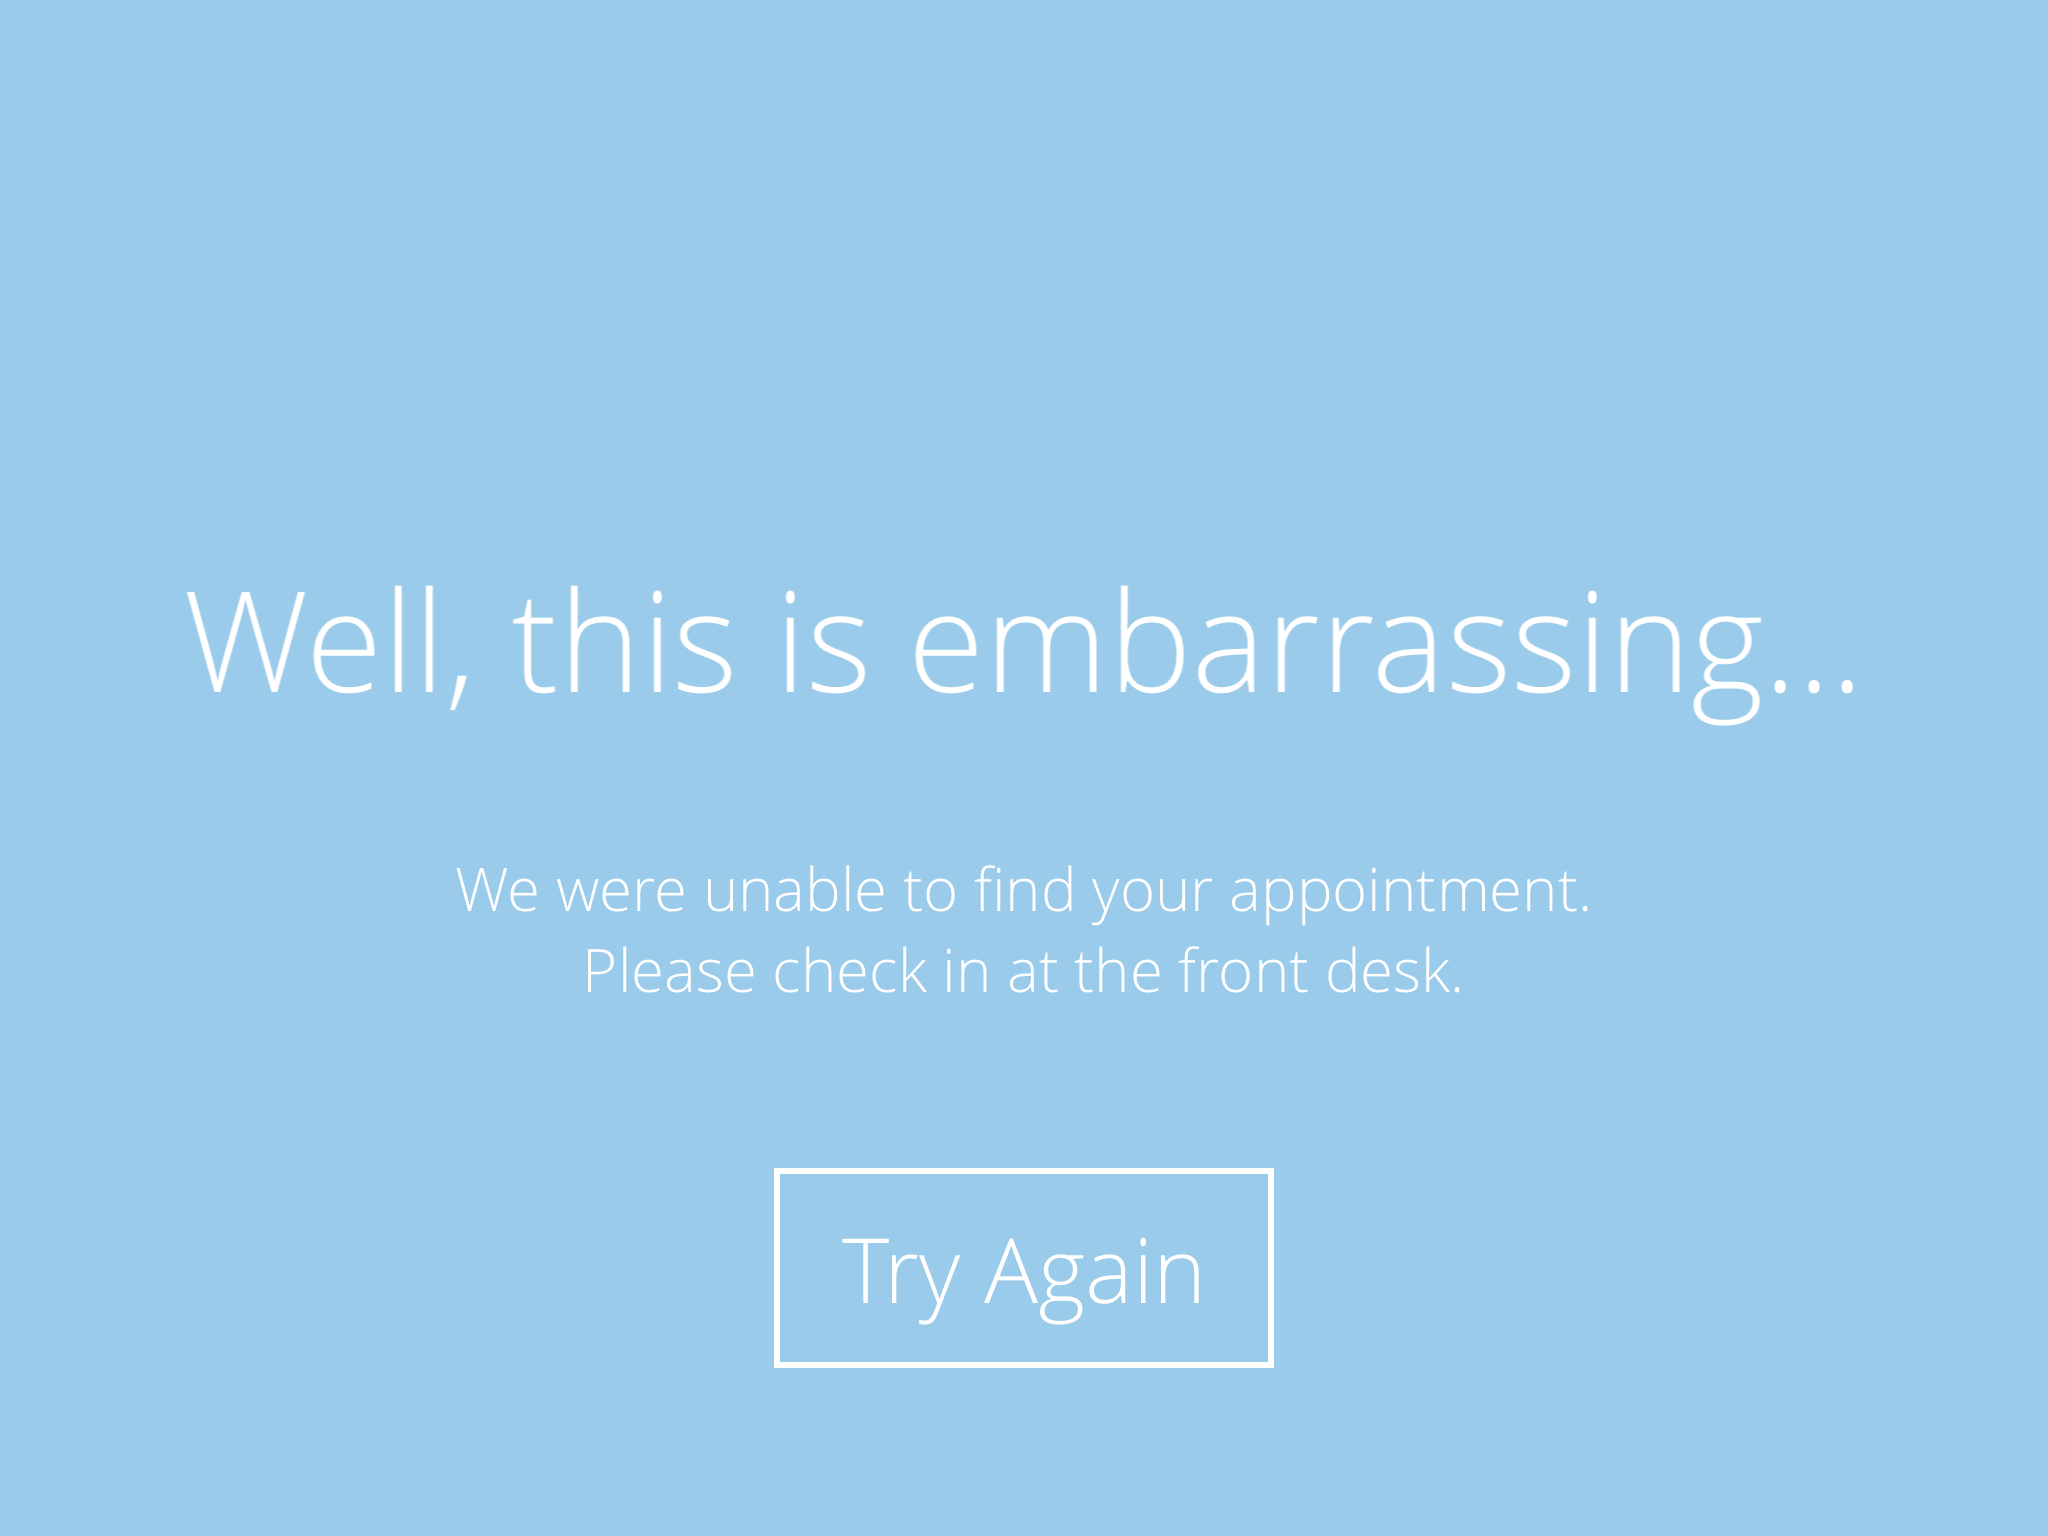 Well, this is embarrassing...
We were unable to find your appointment.
Please check in at the front desk.
Try Again